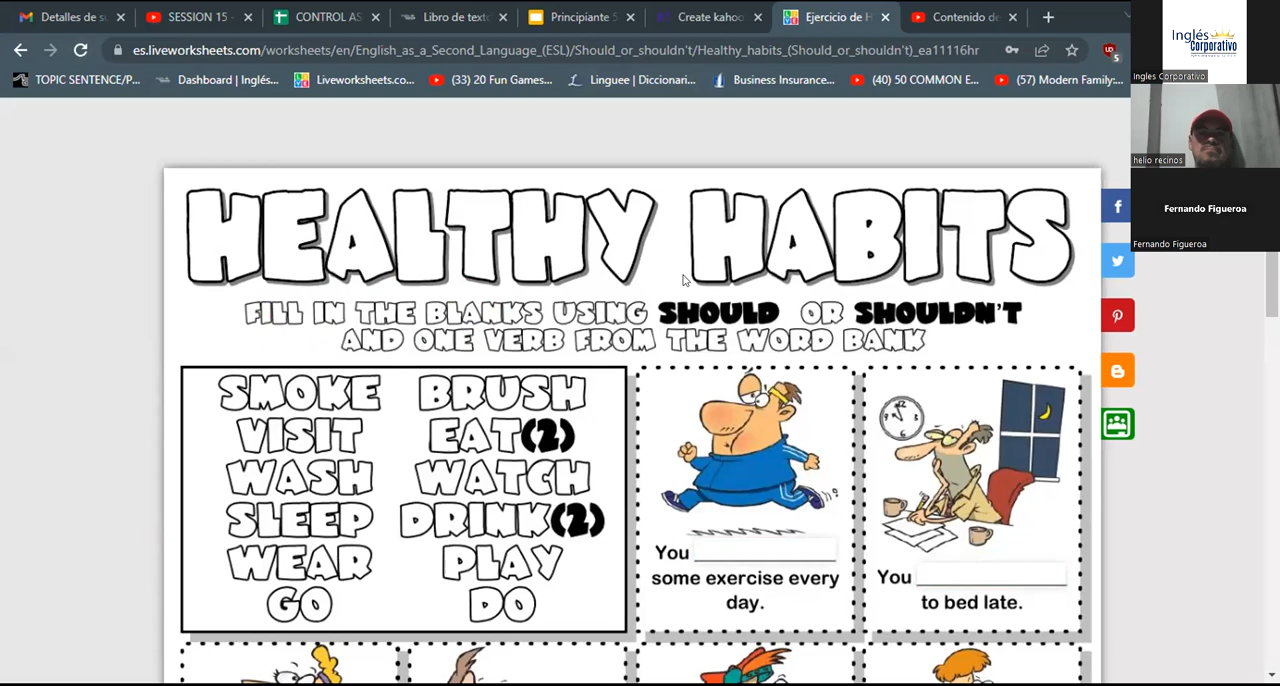 Detalles de su
SESSION 15 -
CONTROL AS
Libro de texto
Principiante 5
Create kahoo
Ejercicio de H
Contenido de
es.liveworksheets.com/worksheets/en/English_as_a_Second_Language_(ESL)/Should_or_shouldn't/Healthy_habits_(Should_or_shouldn't)_ea11116hr
5
TOPIC SENTENCE/P...
Dashboard | Inglés...
Liveworksheets.co...
(33) 20 Fun Games...
Linguee | Diccionari...
Business Insurance...
(40) 50 COMMON E...
(57) Modern Family:...
Inglés
Corporativo
Ingles Corporativo
helio recinos
Fernando Figueroa
Fernando Figueroa
HEALTHY HABITS
FILL IN THE BLANKS USING SHOULD OR SHOULDN'T
AND ONE VERB FROM THE WORD BANK
SMOKE BRUSH
VISIT EAT(2)
WASH WATCH
SLEEP DRINK(2)
WEAR PLAY
GO DO
You
some exercise every
day.
You
to bed late.